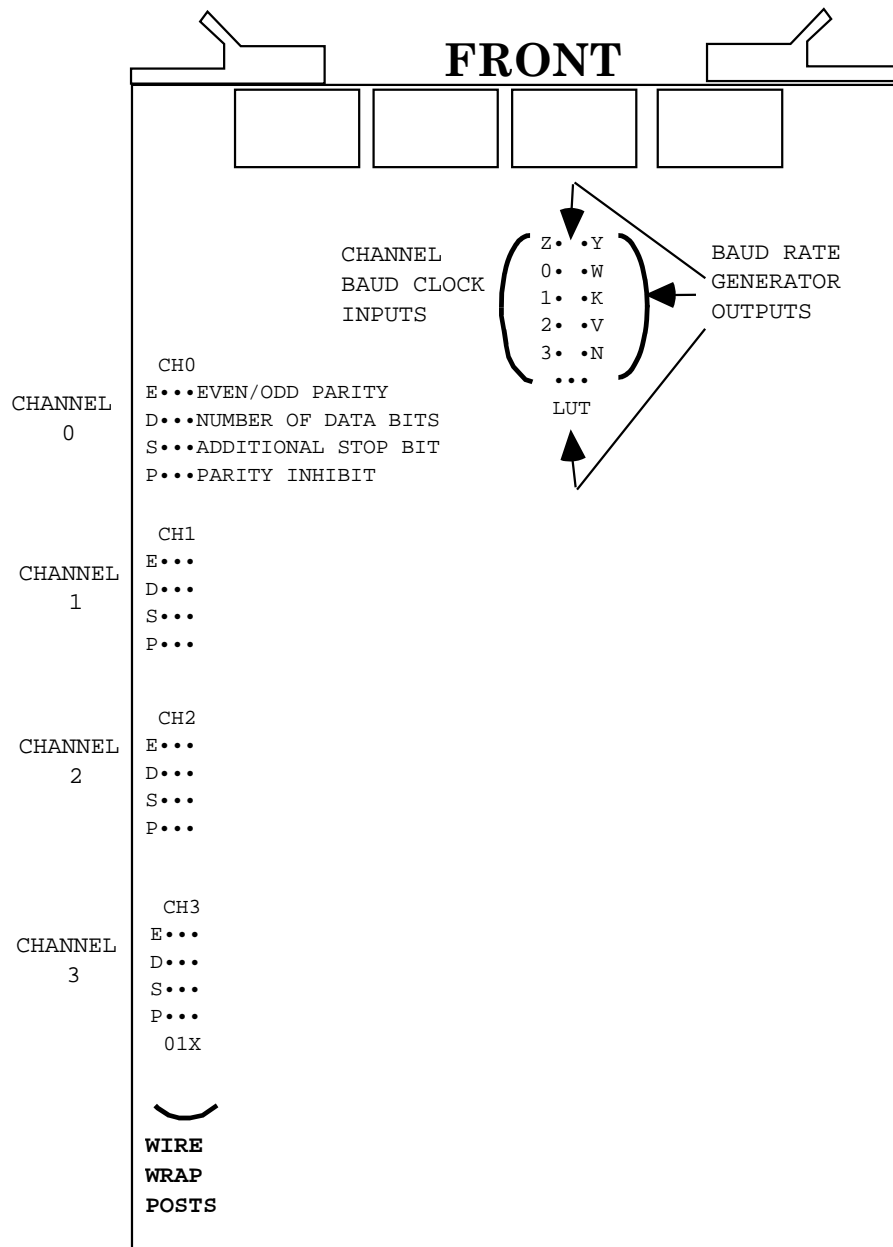 FRONT
CHANNEL
BAUD CLOCK
INPUTS
Z• •Y
0• •W
1• •K
2• •V
3• •N
•••
LUT
BAUD RATE
GENERATOR
OUTPUTS
CHANNEL
0
CH0
E•••EVEN/ODD PARITY
D•••NUMBER OF DATA BITS
S•••ADDITIONAL STOP BIT
P•••PARITY INHIBIT
CHANNEL
1
CH1
E•••
D•••
S•••
P•••
CHANNEL
2
CH2
E•••
D•••
S•••
P•••
CHANNEL
3
CH3
E•••
D•••
S•••
P•••
01X
WIRE
WRAP
POSTS